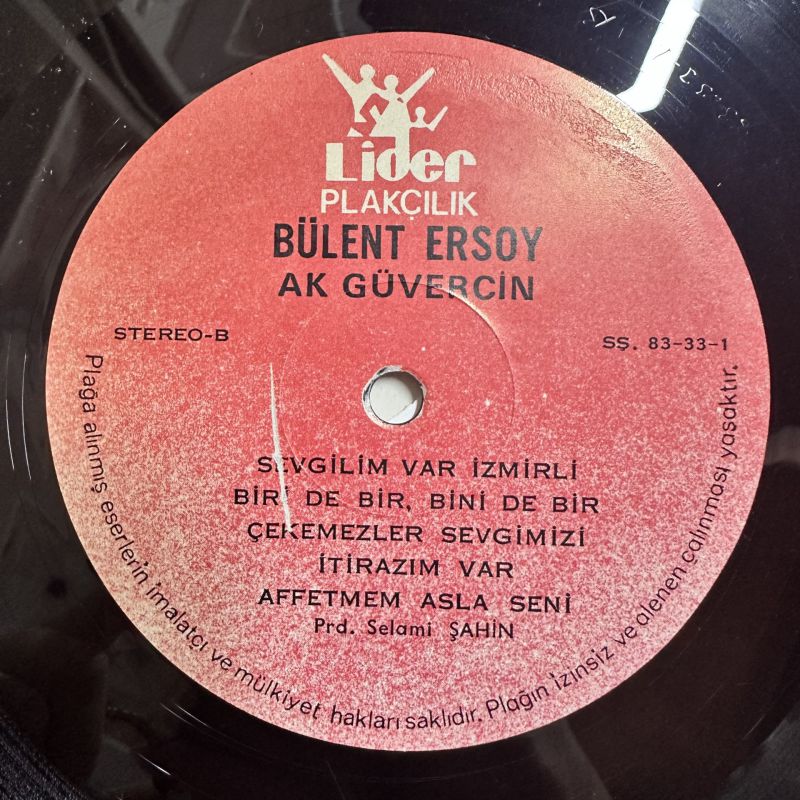 Lider
PLAKÇILIK
BÜLENT ERSOY
AK GÜVERCİN
STEREO-B
SŞ. 83-33-1
SEVGİLİM VAR İZMİRLİ
BİRİ DE BİR, BİNİ DE BİR
ÇEKEMEZLER SEVGİMİZİ
İTİRAZIM VAR
AFFETMEM ASLA SENİ
Prd. Selami ŞAHİN
Plağa alınmış eserlerin imalatçı ve mülkiyet hakları saklıdır. Plağın izinsiz ve alenen çalınması yasaktır.